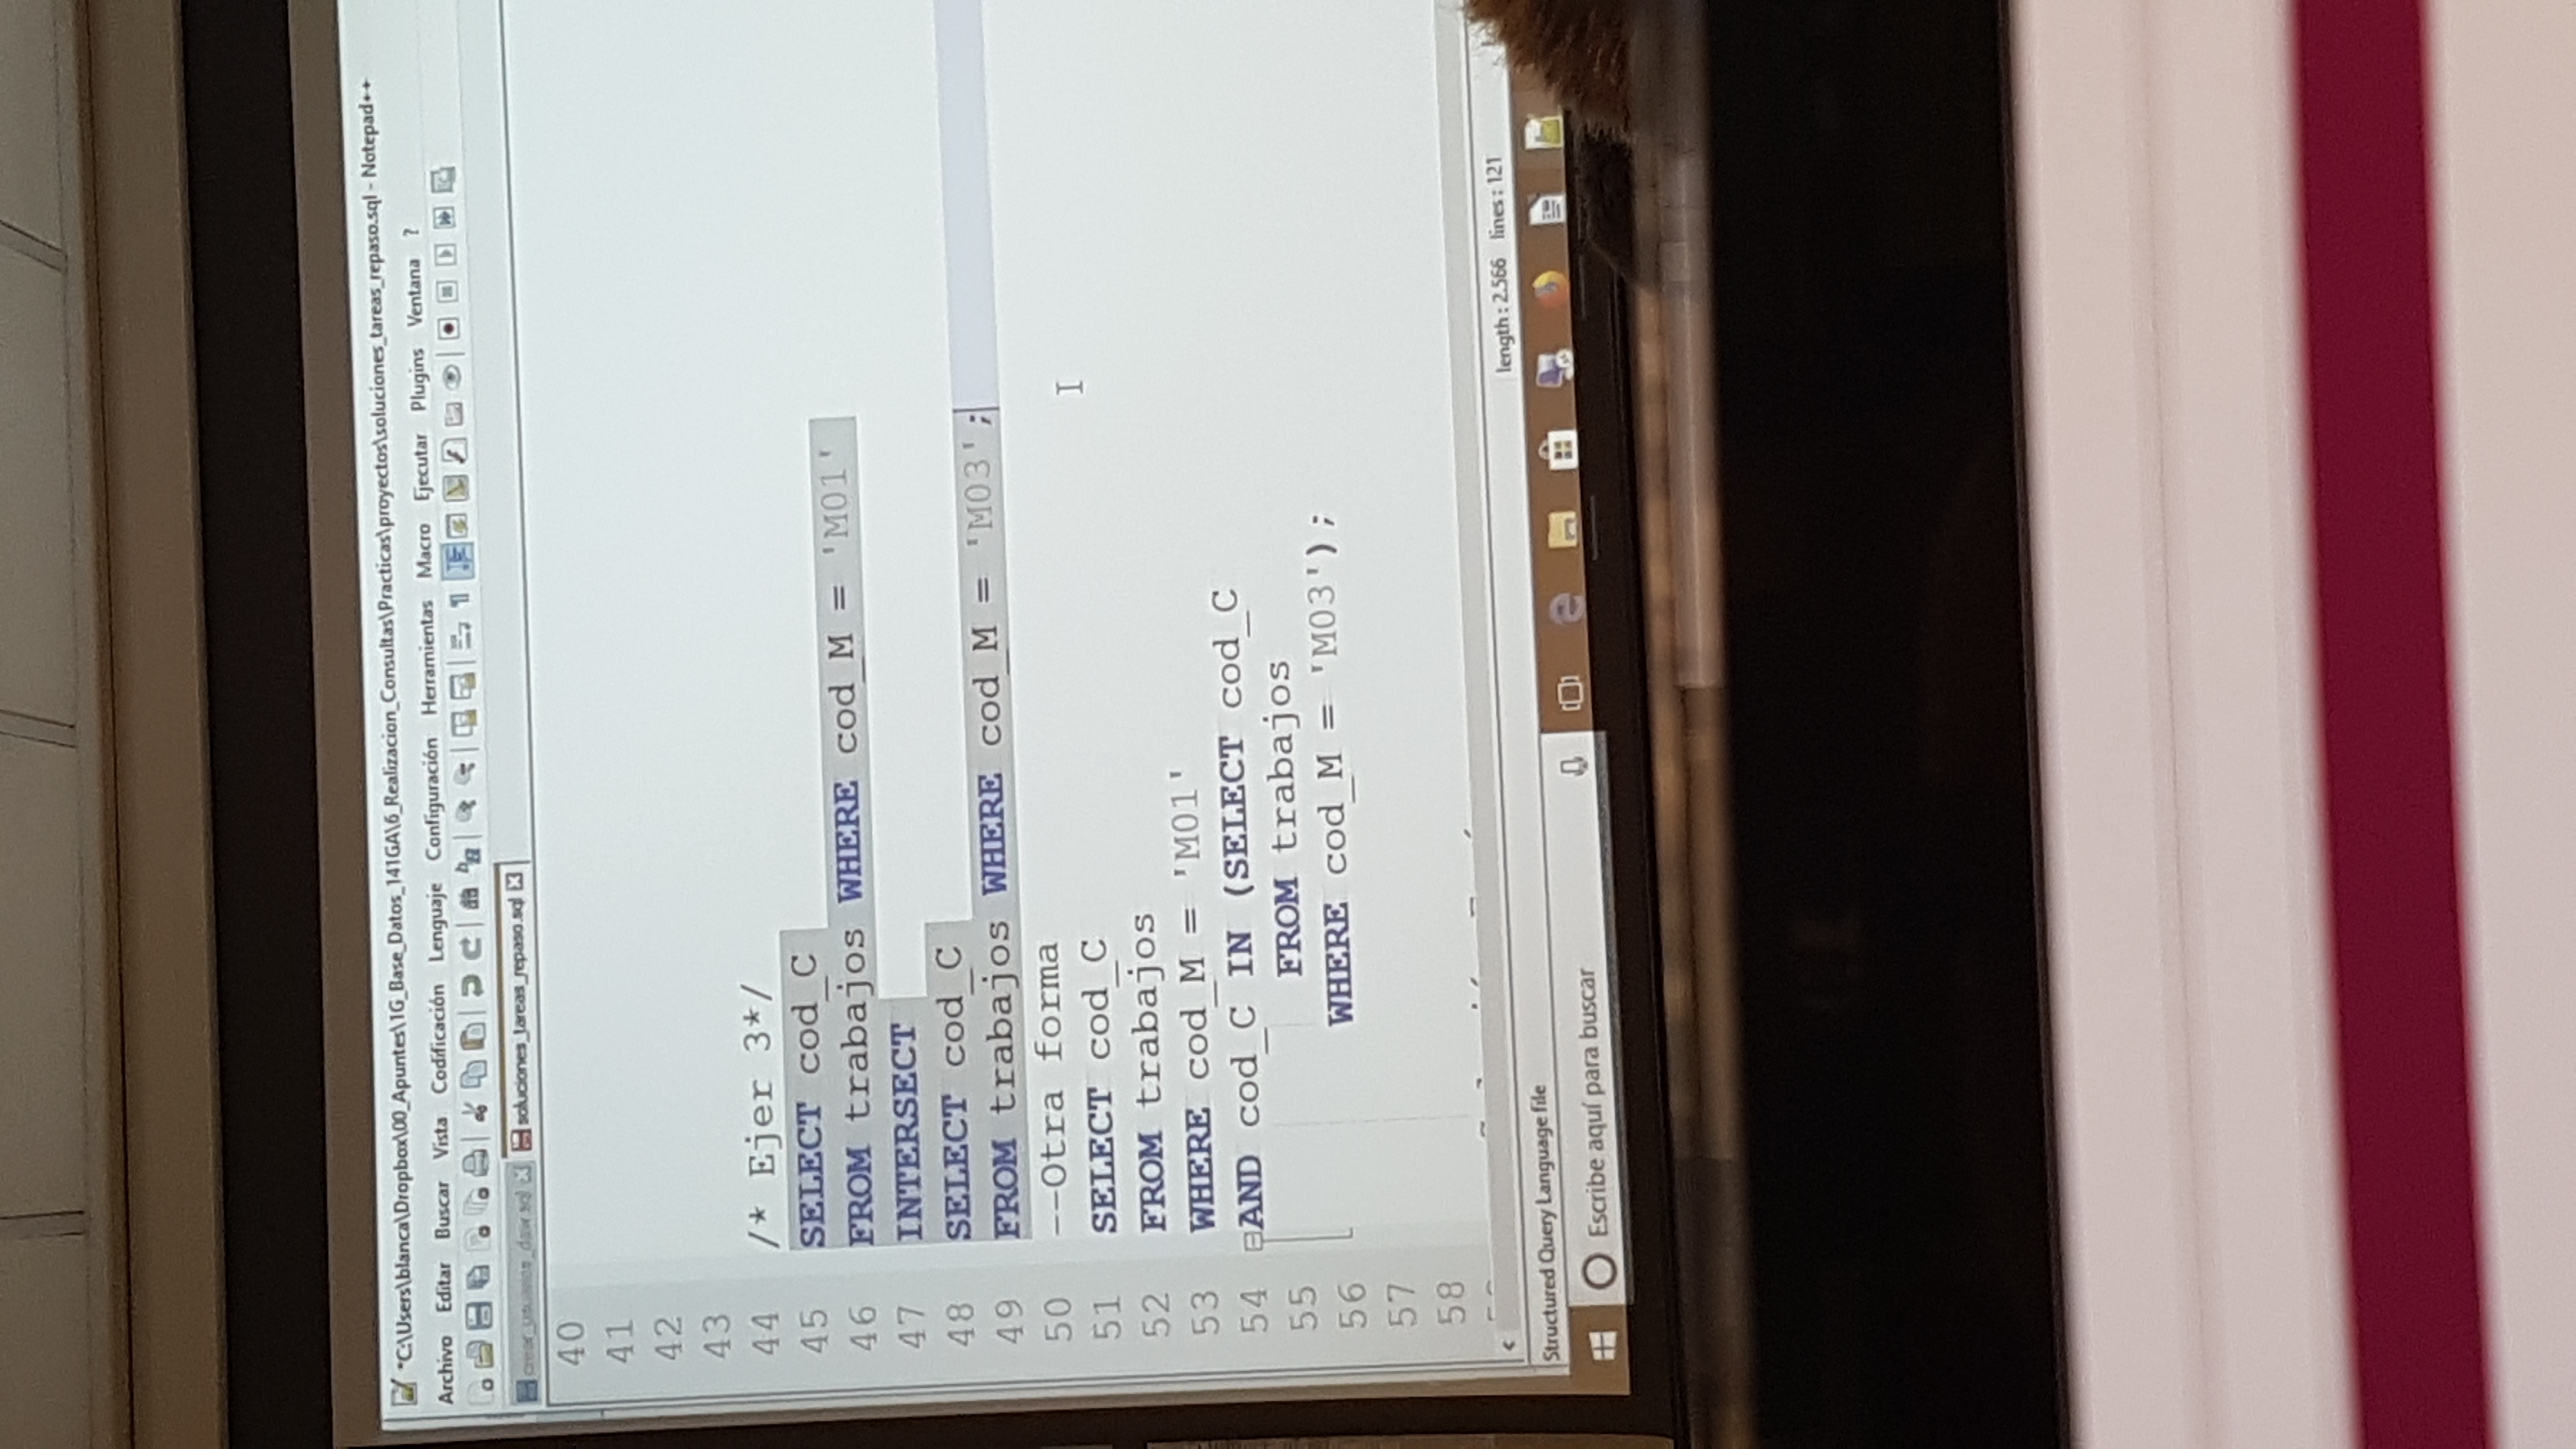 *C:\Users\blanca\Dropbox\00_Apuntes\1G_Base_Datos_141GA\6_Realizacion_Consultas\Practicas\proyectos\soluciones_tareas_repaso.sql - Notepad++
Archivo Editar Buscar Vista Codificación Lenguaje Configuración Herramientas Macro Ejecutar Plugins Ventana ?
crear_usuarios_daw.sql soluciones_tareas_repaso.sql
40
41
42
43
44 /* Ejer 3*/
45 SELECT cod_C
46 FROM trabajos WHERE cod_M = 'M01'
47 INTERSECT
48 SELECT cod_C
49 FROM trabajos WHERE cod_M = 'M03';
50 --Otra forma
51 SELECT cod_C
52 FROM trabajos
53 WHERE cod_M = 'M01'
54 AND cod_C IN (SELECT cod_C
55 FROM trabajos
56 WHERE cod_M = 'M03');
57
58
length : 2.566 lines : 121
Structured Query Language file
Escribe aquí para buscar